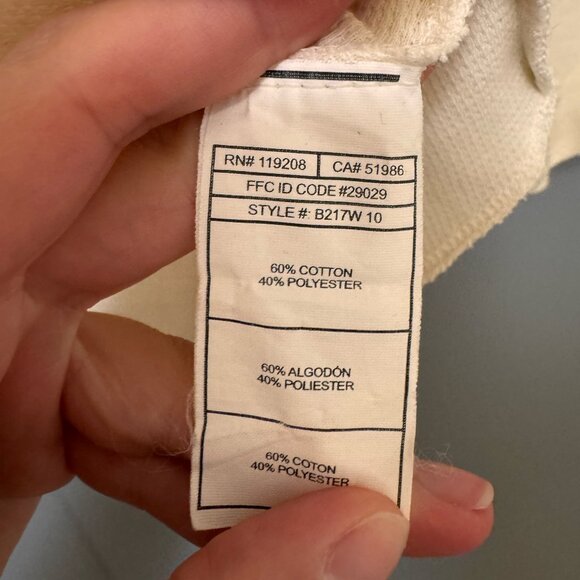 RN# 119208 CA# 51986
FFC ID CODE #29029
STYLE #: B217W 10
60% COTTON
40% POLYESTER
60% ALGODÓN
40% POLIESTER
60% COTON
40% POLYESTER